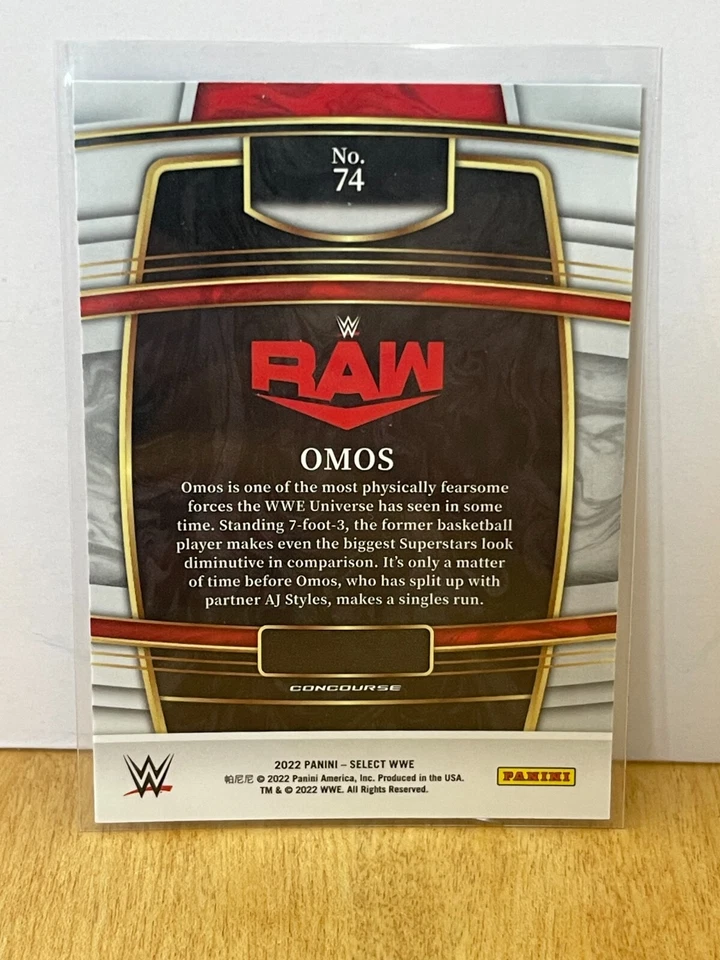 No.
74
W
RAW
OMOS
Omos is one of the most physically fearsome
forces the WWE Universe has seen in some
time. Standing 7-foot-3, the former basketball
player makes even the biggest Superstars look
diminutive in comparison. It's only a matter
of time before Omos, who has split up with
partner AJ Styles, makes a singles run.
CONCOURSE
W
2022 PANINI – SELECT WWE
帕尼尼 © 2022 Panini America, Inc. Produced in the USA.
TM & © 2022 WWE. All Rights Reserved.
PANINI